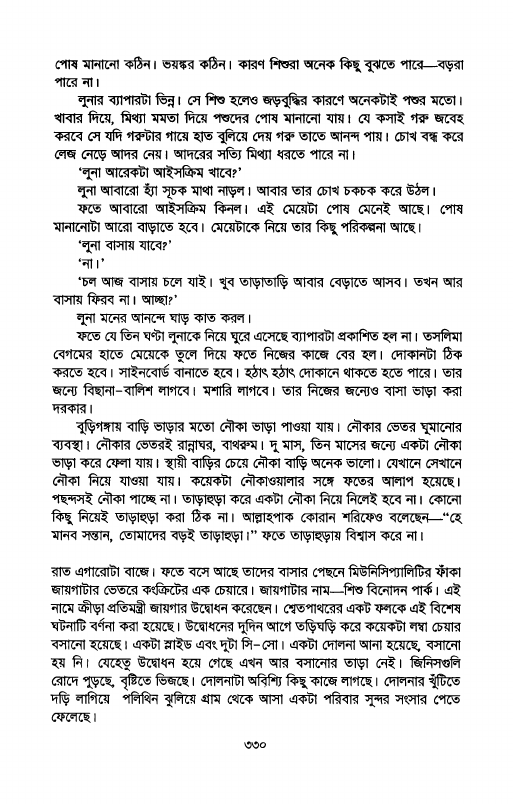 পোষ মানানো কঠিন। ভয়ঙ্কর কঠিন। কারণ শিশুরা অনেক কিছু বুঝতে পারে—বড়রা
পারে না।
লুনার ব্যাপারটা ভিন্ন। সে শিশু হলেও জড়বুদ্ধির কারণে অনেকটাই পশুর মতো।
খাবার দিয়ে, মিথ্যা মমতা দিয়ে পশুদের পোষ মানানো যায়। যে কসাই গরু জবেহ
করবে সে যদি গরুটার গায়ে হাত বুলিয়ে দেয় গরু তাতে আনন্দ পায়। চোখ বন্ধ করে
লেজ নেড়ে আদর নেয়। আদরের সত্যি মিথ্যা ধরতে পারে না।
‘লুনা আরেকটা আইসক্রিম খাবে?’
লুনা আবারো হ্যাঁ সূচক মাথা নাড়ল। আবার তার চোখ চকচক করে উঠল।
ফতে আবারো আইসক্রিম কিনল। এই মেয়েটা পোষ মেনেই আছে। পোষ
মানানোটা আরো বাড়াতে হবে। মেয়েটাকে নিয়ে তার কিছু পরিকল্পনা আছে।
‘লুনা বাসায় যাবে?’
‘না।’
‘চল আজ বাসায় চলে যাই। খুব তাড়াতাড়ি আবার বেড়াতে আসব। তখন আর
বাসায় ফিরব না। আচ্ছা?’
লুনা মনের আনন্দে ঘাড় কাত করল।
ফতে যে তিন ঘণ্টা লুনাকে নিয়ে ঘুরে এসেছে ব্যাপারটা প্রকাশিত হল না। তসলিমা
বেগমের হাতে মেয়েকে তুলে দিয়ে ফতে নিজের কাজে বের হল। দোকানটা ঠিক
করতে হবে। সাইনবোর্ড বানাতে হবে। হঠাৎ হঠাৎ দোকানে থাকতে হতে পারে। তার
জন্যে বিছানা-বালিশ লাগবে। মশারি লাগবে। তার নিজের জন্যেও বাসা ভাড়া করা
দরকার।
বুড়িগঙ্গায় বাড়ি ভাড়ার মতো নৌকা ভাড়া পাওয়া যায়। নৌকার ভেতর ঘুমানোর
ব্যবস্থা। নৌকার ভেতরই রান্নাঘর, বাথরুম। দু মাস, তিন মাসের জন্যে একটা নৌকা
ভাড়া করে ফেলা যায়। স্থায়ী বাড়ির চেয়ে নৌকা বাড়ি অনেক ভালো। যেখানে সেখানে
নৌকা নিয়ে যাওয়া যায়। কয়েকটা নৌকাওয়ালার সঙ্গে ফতের আলাপ হয়েছে।
পছন্দসই নৌকা পাচ্ছে না। তাড়াহুড়া করে একটা নৌকা নিয়ে নিলেই হবে না। কোনো
কিছু নিয়েই তাড়াহুড়া করা ঠিক না। আল্লাহপাক কোরান শরিফেও বলেছেন—“হে
মানব সন্তান, তোমাদের বড়ই তাড়াহুড়া।” ফতে তাড়াহুড়ায় বিশ্বাস করে না।
রাত এগারোটা বাজে। ফতে বসে আছে তাদের বাসার পেছনে মিউনিসিপ্যালিটির ফাঁকা
জায়গাটার ভেতরে কংক্রিটের এক চেয়ারে। জায়গাটার নাম—শিশু বিনোদন পার্ক। এই
নামে ক্রীড়া প্রতিমন্ত্রী জায়গার উদ্বোধন করেছেন। শ্বেতপাথরের একট ফলকে এই বিশেষ
ঘটনাটি বর্ণনা করা হয়েছে। উদ্বোধনের দুদিন আগে তড়িঘড়ি করে কয়েকটা লম্বা চেয়ার
বসানো হয়েছে। একটা স্লাইড এবং দুটা সি-সো। একটা দোলনা আনা হয়েছে, বসানো
হয় নি। যেহেতু উদ্বোধন হয়ে গেছে এখন আর বসানোর তাড়া নেই। জিনিসগুলি
রোদে পুড়ছে, বৃষ্টিতে ভিজছে। দোলনাটা অবিশ্যি কিছু কাজে লাগছে। দোলনার খুঁটিতে
দড়ি লাগিয়ে পলিথিন ঝুলিয়ে গ্রাম থেকে আসা একটা পরিবার সুন্দর সংসার পেতে
ফেলেছে।
৩৩০